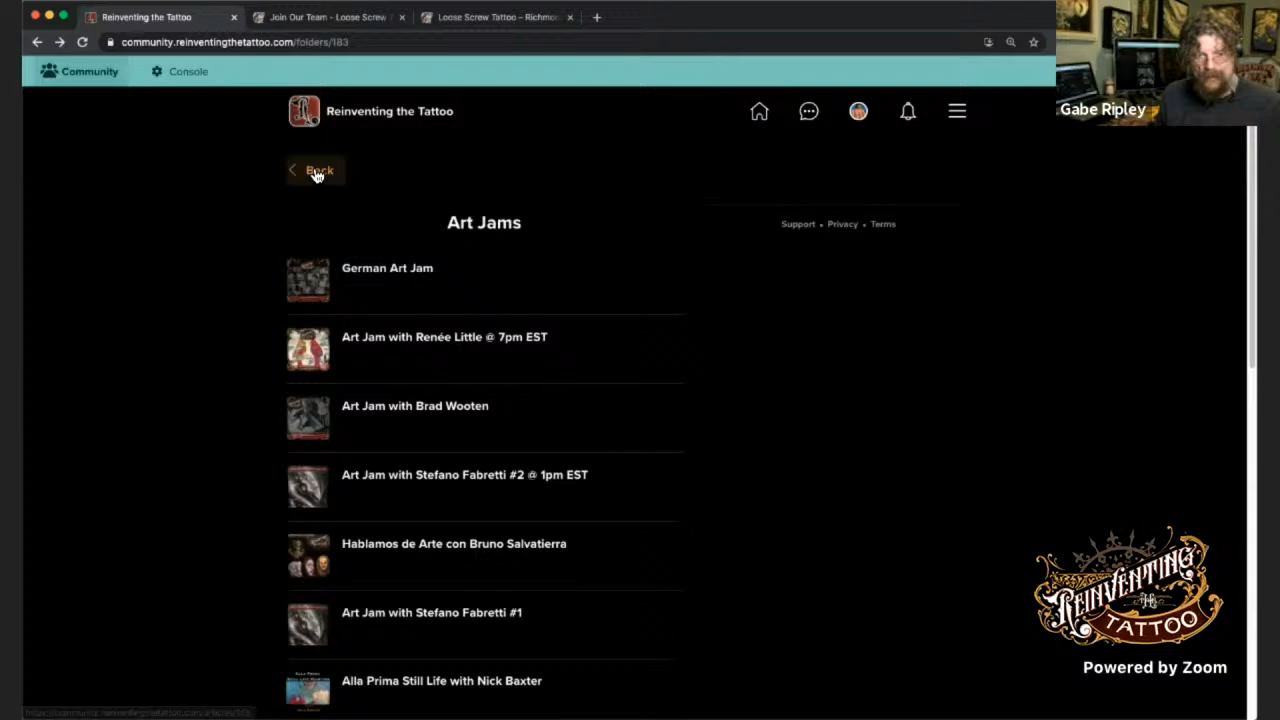 Reinventing the Tattoo
Join Our Team - Loose Screw
Loose Screw Tattoo – Richmo
community.reinventingthetattoo.com/folders/183
Community
Console
Gabe Ripley
Reinventing the Tattoo
Back
Art Jams
Support • Privacy • Terms
German Art Jam
Art Jam with Renée Little @ 7pm EST
Art Jam with Brad Wooten
Art Jam with Stefano Fabretti #2 @ 1pm EST
Hablamos de Arte con Bruno Salvatierra
Art Jam with Stefano Fabretti #1
Alla Prima Still Life with Nick Baxter
REINVENTING
THE
TATTOO
Powered by Zoom